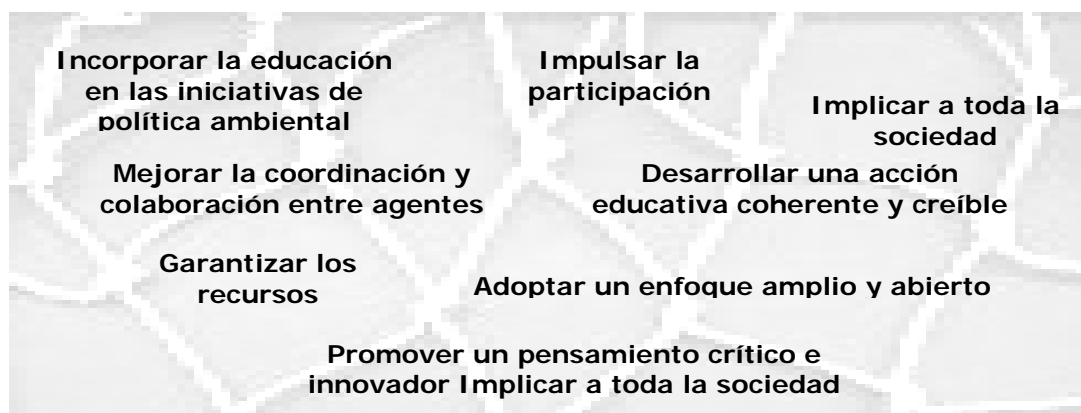 Incorporar la educación
en las iniciativas de
política ambiental
Impulsar la
participación
Implicar a toda la
sociedad
Mejorar la coordinación y
colaboración entre agentes
Desarrollar una acción
educativa coherente y creíble
Garantizar los
recursos
Adoptar un enfoque amplio y abierto
Promover un pensamiento crítico e
innovador Implicar a toda la sociedad